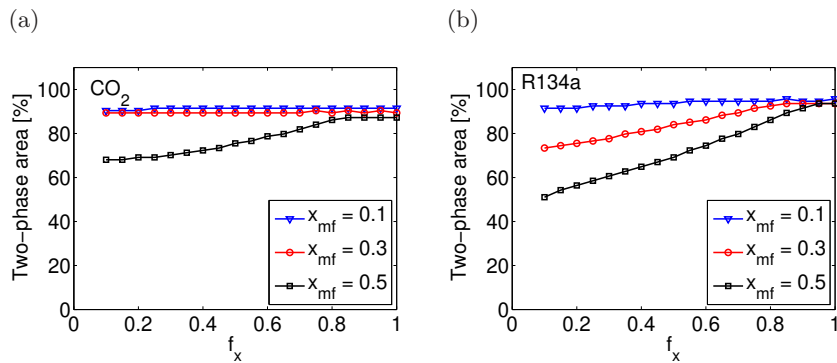 (a)
CO2
Two-phase area [%]
100
80
60
40
20
0
x_mf = 0.1
x_mf = 0.3
x_mf = 0.5
0
0.2
0.4
0.6
0.8
1
f_x
(b)
R134a
Two-phase area [%]
100
80
60
40
20
0
x_mf = 0.1
x_mf = 0.3
x_mf = 0.5
0
0.2
0.4
0.6
0.8
1
f_x